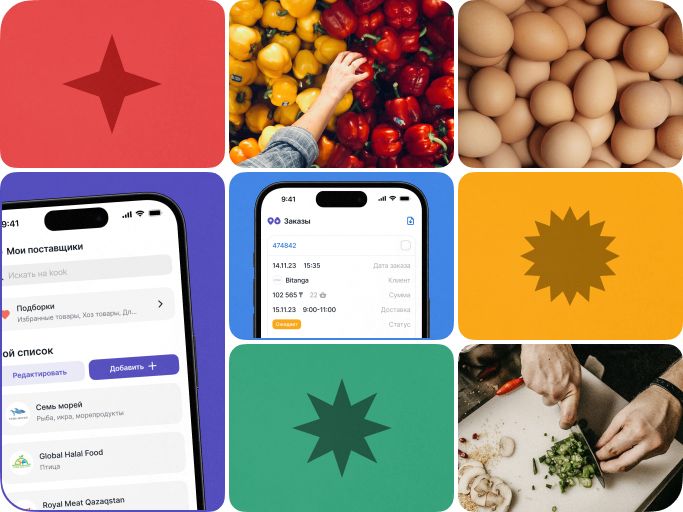 9:41
Мои поставщики
Искать на kook
Подборки
Избранные товары, Хоз товары, Дл...
ой список
Редактировать
Добавить
Семь морей
Рыба, икра, морепродукты
Global Halal Food
Птица
Royal Meat Qazaqstan
9:41
Заказы
474842
14.11.23 15:35 Дата заказа
Bitanga Клиент
102 565 ₸ 22 Сумма
15.11.23 9:00-11:00 Доставка
Ожидает Статус